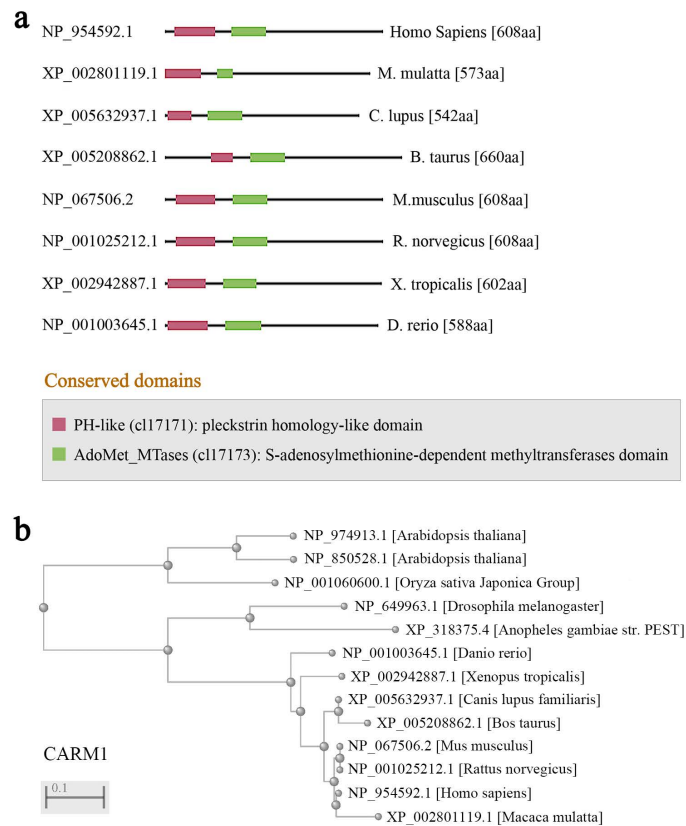 a
NP_954592.1 Homo Sapiens [608aa]
XP_002801119.1 M. mulatta [573aa]
XP_005632937.1 C. lupus [542aa]
XP_005208862.1 B. taurus [660aa]
NP_067506.2 M.musculus [608aa]
NP_001025212.1 R. norvegicus [608aa]
XP_002942887.1 X. tropicalis [602aa]
NP_001003645.1 D. rerio [588aa]
Conserved domains
PH-like (cl17171): pleckstrin homology-like domain
AdoMet_MTases (cl17173): S-adenosylmethionine-dependent methyltransferases domain
b
NP_974913.1 [Arabidopsis thaliana]
NP_850528.1 [Arabidopsis thaliana]
NP_001060600.1 [Oryza sativa Japonica Group]
NP_649963.1 [Drosophila melanogaster]
XP_318375.4 [Anopheles gambiae str. PEST]
NP_001003645.1 [Danio rerio]
XP_002942887.1 [Xenopus tropicalis]
XP_005632937.1 [Canis lupus familiaris]
XP_005208862.1 [Bos taurus]
NP_067506.2 [Mus musculus]
NP_001025212.1 [Rattus norvegicus]
NP_954592.1 [Homo sapiens]
XP_002801119.1 [Macaca mulatta]
CARM1
0.1